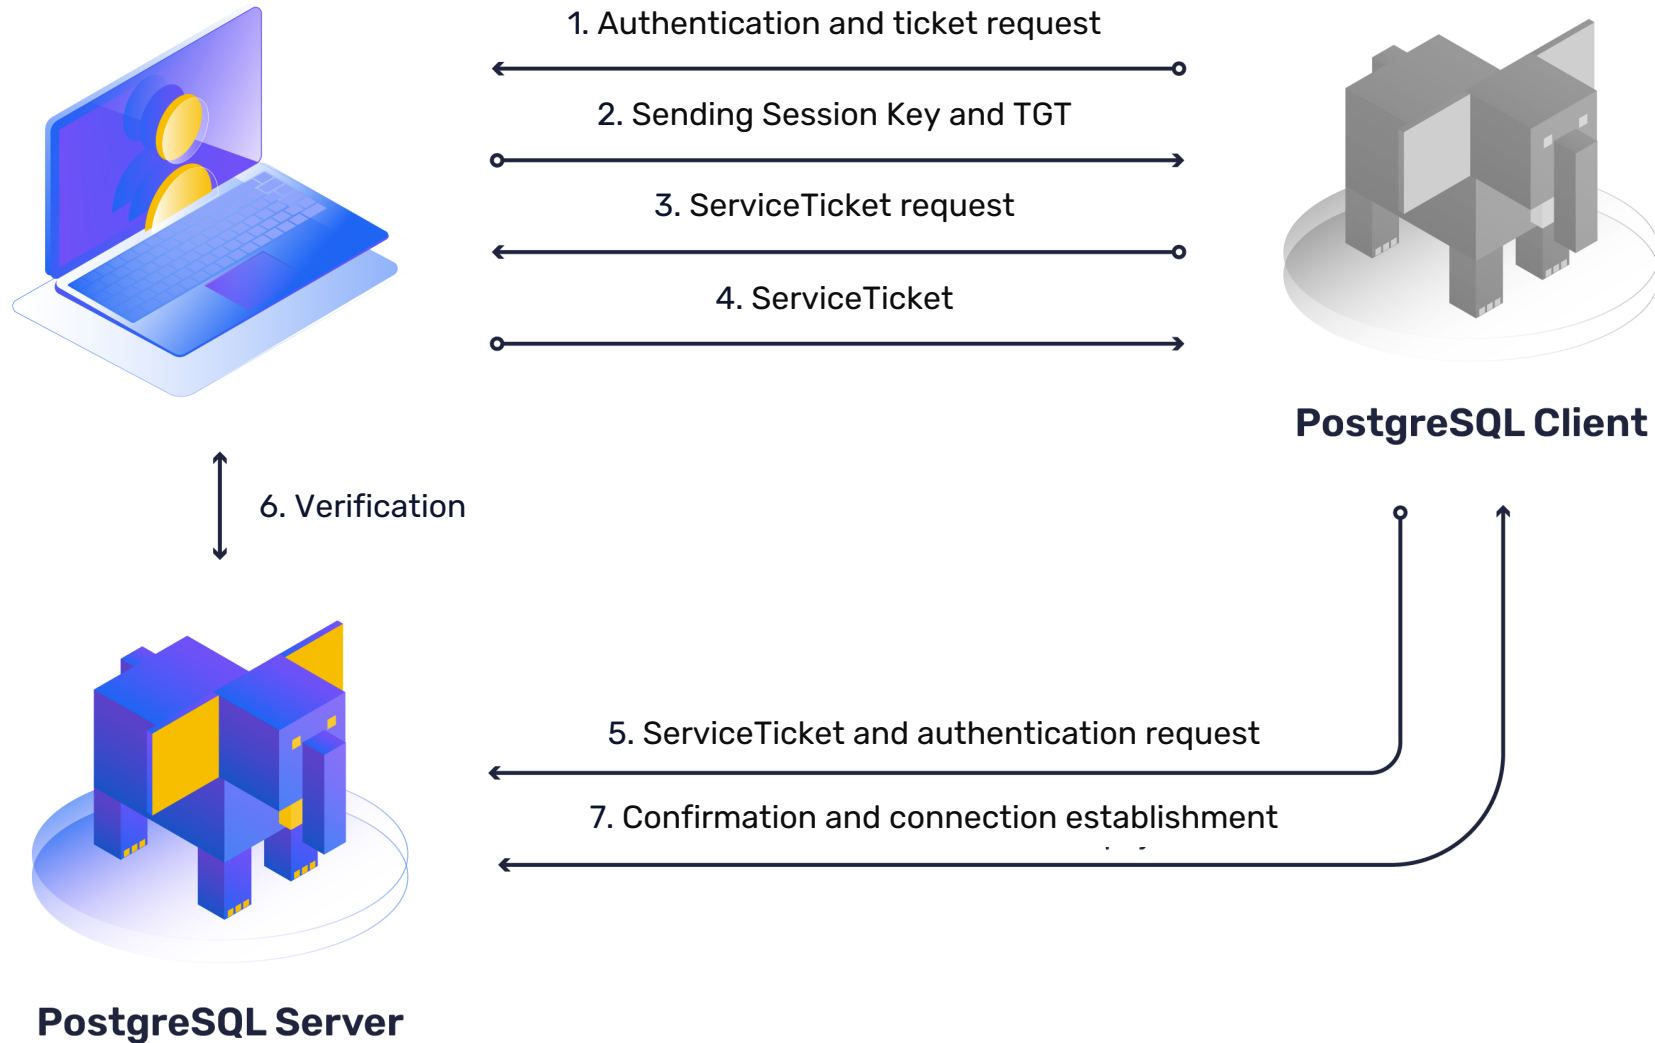 1. Authentication and ticket request
2. Sending Session Key and TGT
3. ServiceTicket request
4. ServiceTicket
PostgreSQL Client
6. Verification
5. ServiceTicket and authentication request
7. Confirmation and connection establishment
PostgreSQL Server